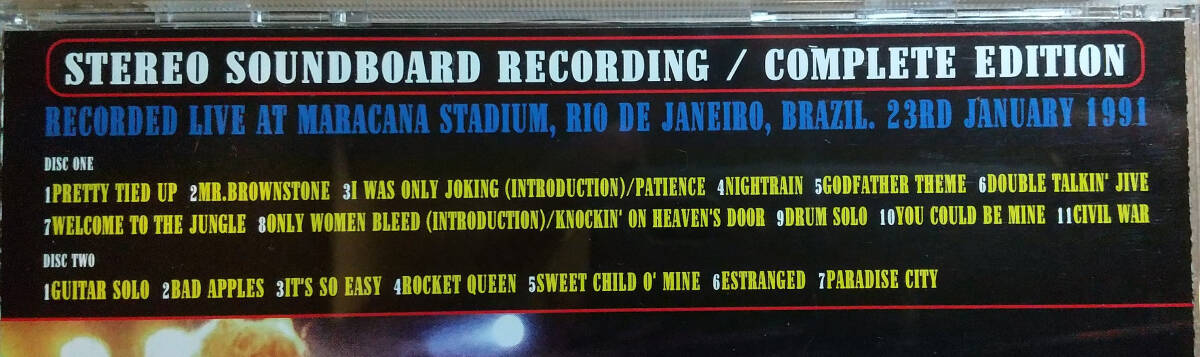 STEREO SOUNDBOARD RECORDING / COMPLETE EDITION
RECORDED LIVE AT MARACANA STADIUM, RIO DE JANEIRO, BRAZIL. 23RD JANUARY 1991
DISC ONE
1PRETTY TIED UP 2MR.BROWNSTONE 3I WAS ONLY JOKING (INTRODUCTION)/PATIENCE 4NIGHTRAIN 5GODFATHER THEME 6DOUBLE TALKIN' JIVE
7WELCOME TO THE JUNGLE 8ONLY WOMEN BLEED (INTRODUCTION)/KNOCKIN' ON HEAVEN'S DOOR 9DRUM SOLO 10YOU COULD BE MINE 11CIVIL WAR
DISC TWO
1GUITAR SOLO 2BAD APPLES 3IT'S SO EASY 4ROCKET QUEEN 5SWEET CHILD O' MINE 6ESTRANGED 7PARADISE CITY